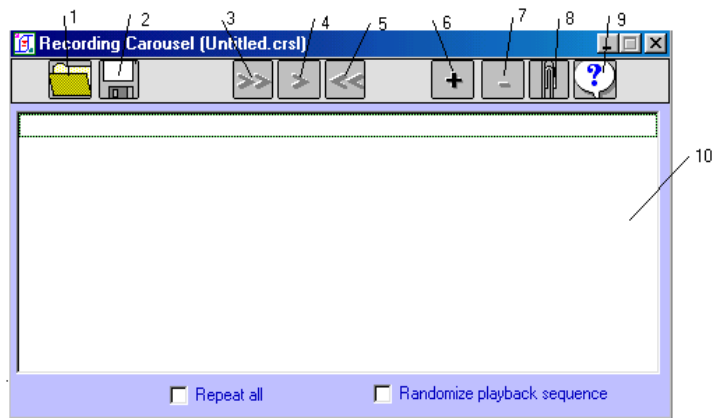 1 2 3 4 5 6 7 8 9
Recording Carousel (Untitled.crsl)
>> > << + - ?
10
Repeat all Randomize playback sequence